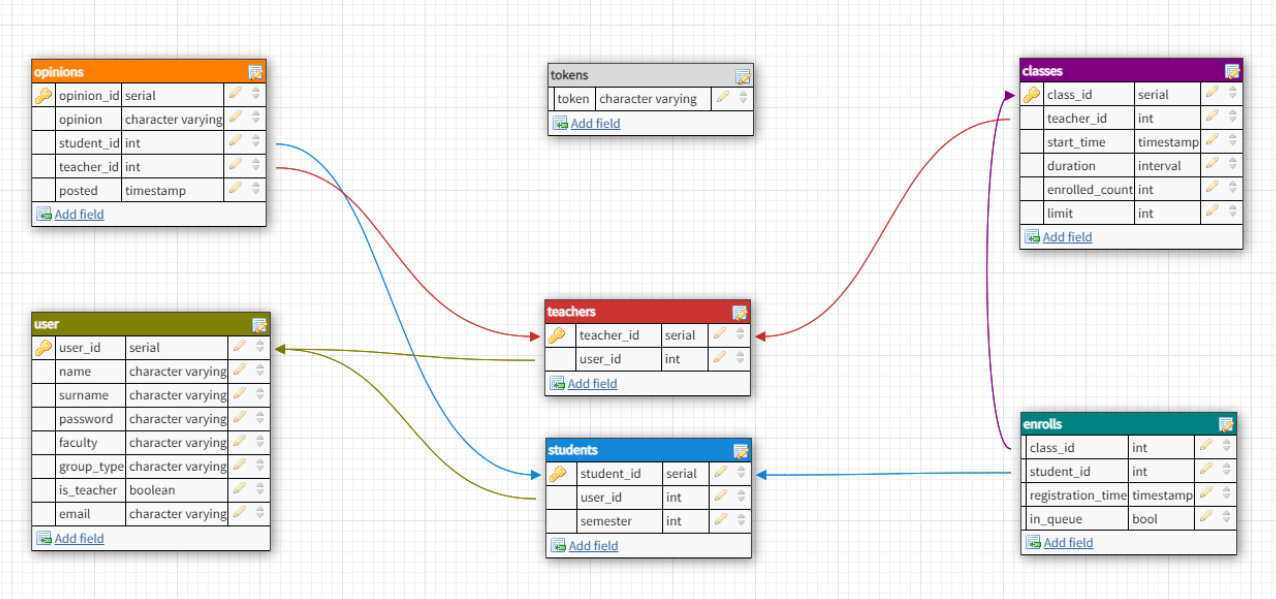 opinions
opinion_id serial
opinion character varying
student_id int
teacher_id int
posted timestamp
Add field
tokens
token character varying
Add field
classes
class_id serial
teacher_id int
start_time timestamp
duration interval
enrolled_count int
limit int
Add field
user
user_id serial
name character varying
surname character varying
password character varying
faculty character varying
group_type character varying
is_teacher boolean
email character varying
Add field
teachers
teacher_id serial
user_id int
Add field
students
student_id serial
user_id int
semester int
Add field
enrolls
class_id int
student_id int
registration_time timestamp
in_queue bool
Add field